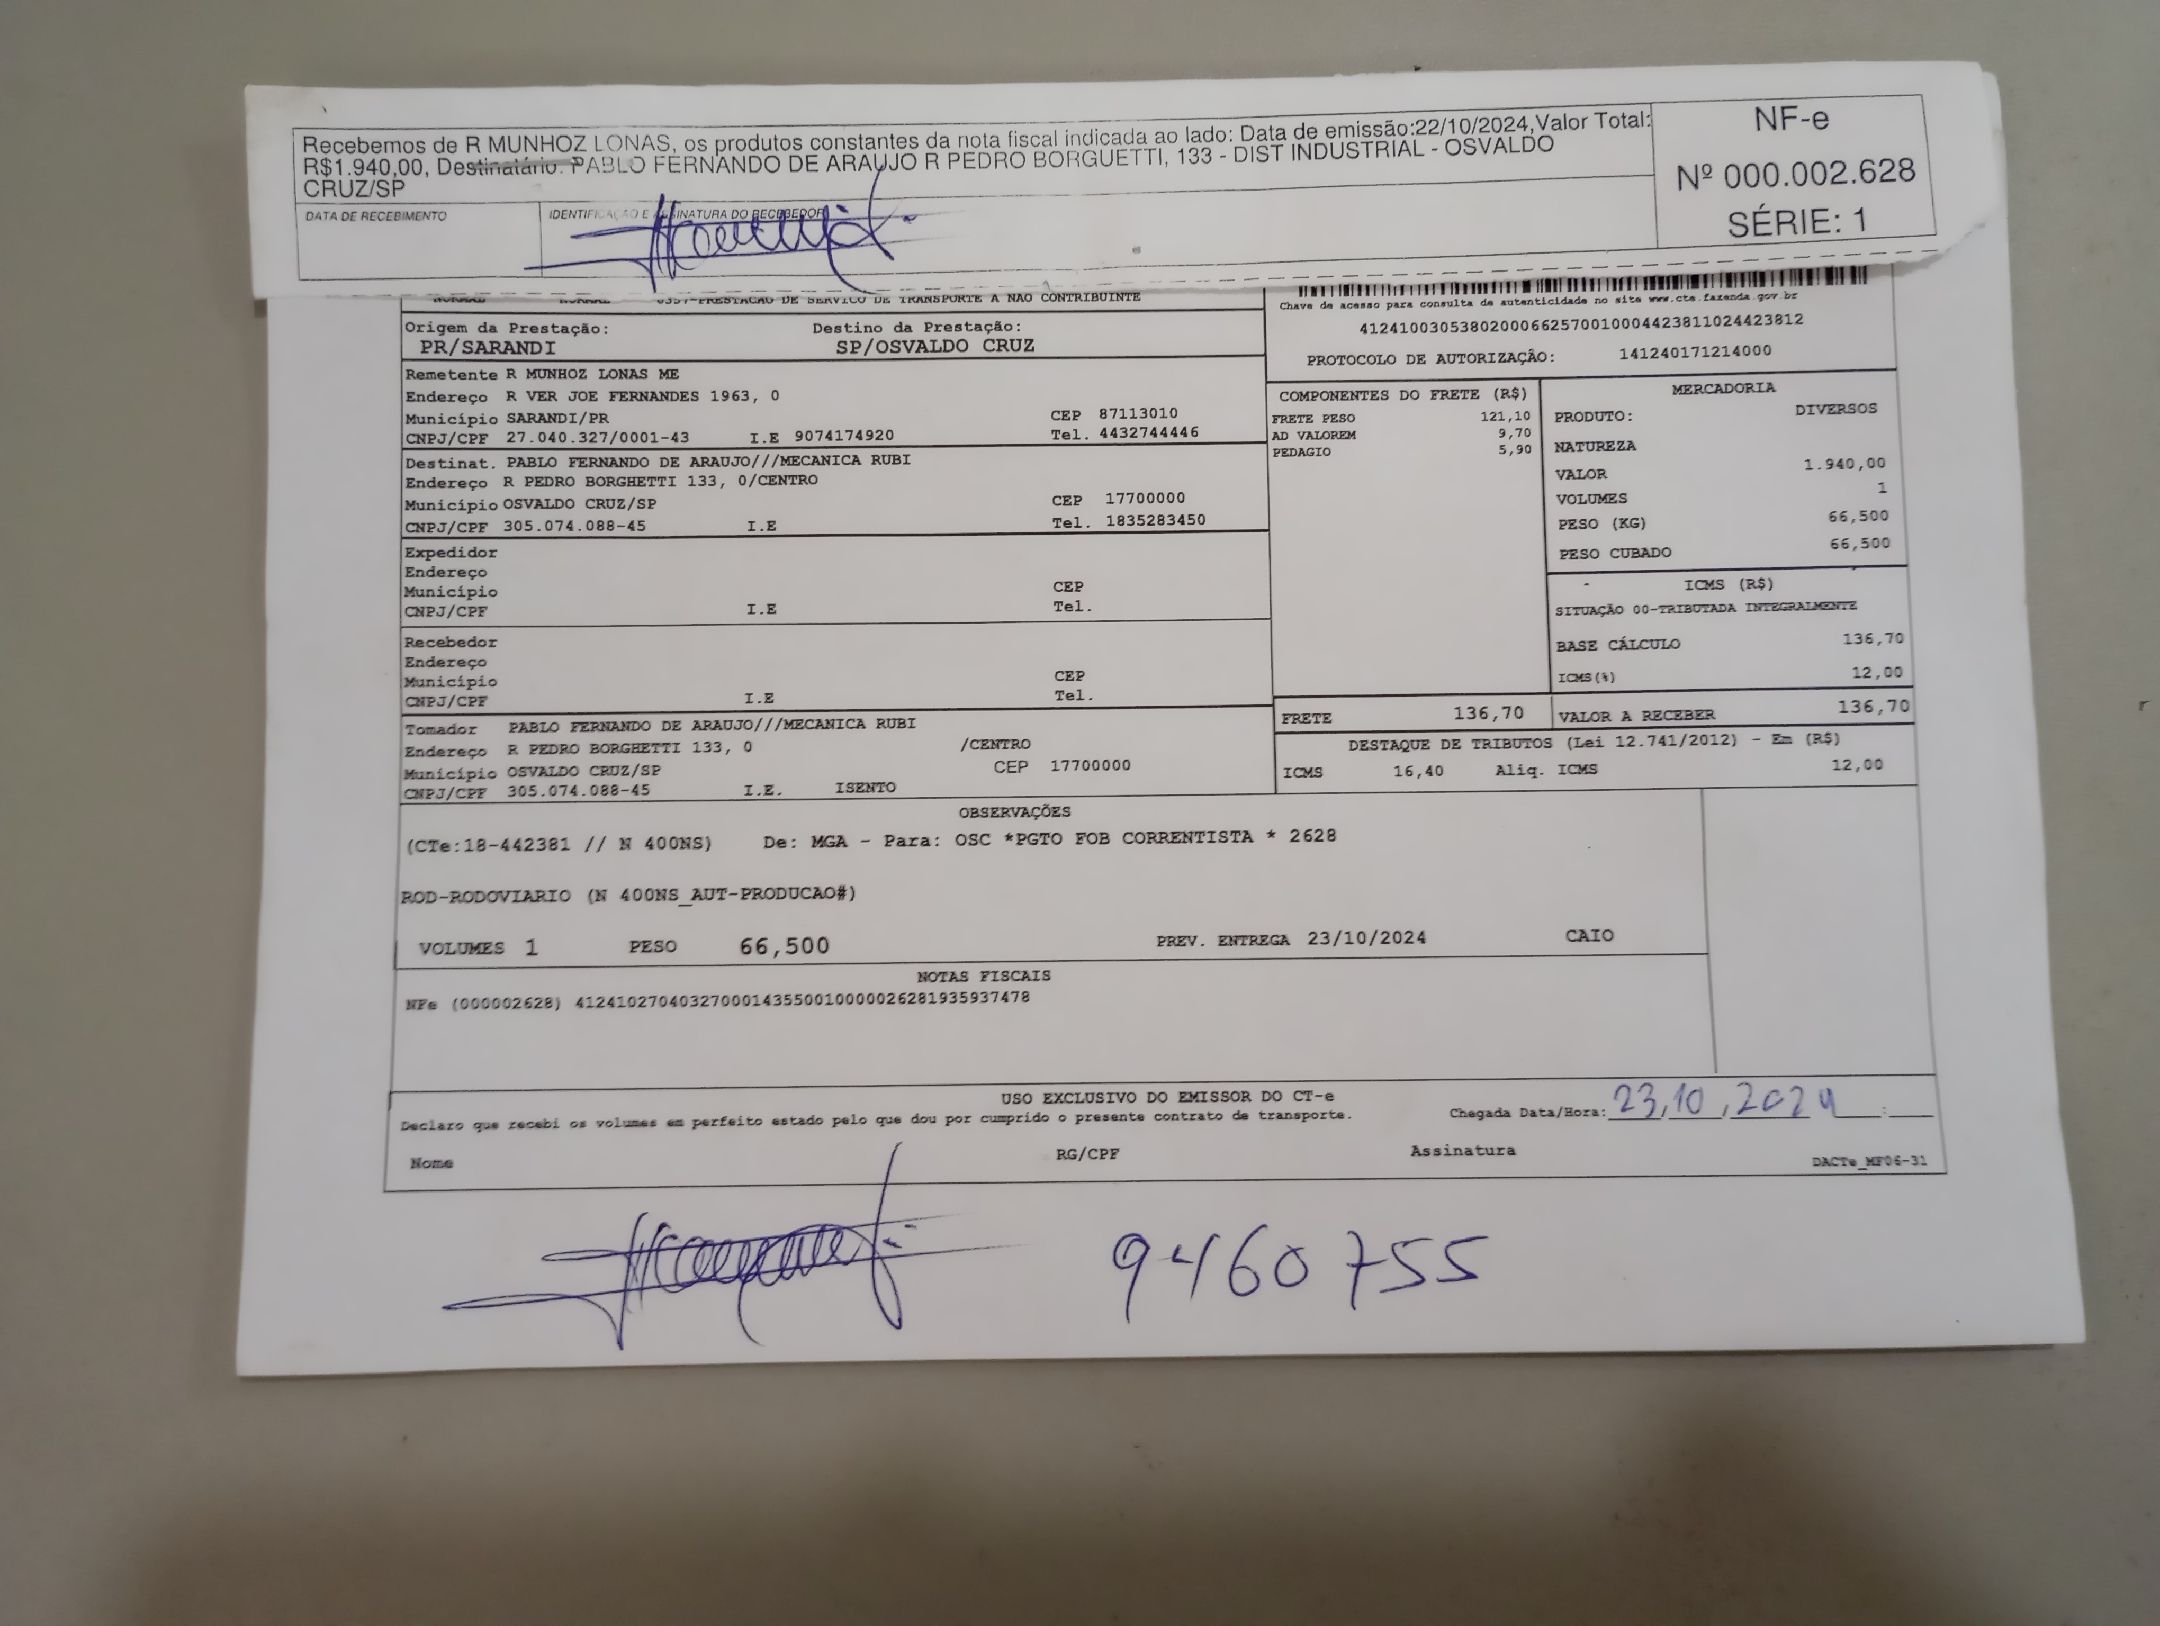 Recebemos de R MUNHOZ LONAS, os produtos constantes da nota fiscal indicada ao lado: Data de emissão:22/10/2024,Valor Total:
R$1.940,00, Destinatário: PABLO FERNANDO DE ARAUJO R PEDRO BORGUETTI, 133 - DIST INDUSTRIAL - OSVALDO
CRUZ/SP
DATA DE RECEBIMENTO
IDENTIFICAÇÃO E ASSINATURA DO RECEBEDOR
NF-e
Nº 000.002.628
SÉRIE: 1
NORMAL NORMAL 6357-PRESTACAO DE SERVICO DE TRANSPORTE A NAO CONTRIBUINTE
Origem da Prestação: Destino da Prestação:
PR/SARANDI SP/OSVALDO CRUZ
Chave de acesso para consulta de autenticidade no site www.cte.fazenda.gov.br
41241003053802000662570010004423811024423812
PROTOCOLO DE AUTORIZAÇÃO: 141240171214000
Remetente R MUNHOZ LONAS ME
Endereço R VER JOE FERNANDES 1963, 0
Município SARANDI/PR CEP 87113010
CNPJ/CPF 27.040.327/0001-43 I.E 9074174920 Tel. 4432744446
Destinat. PABLO FERNANDO DE ARAUJO///MECANICA RUBI
Endereço R PEDRO BORGHETTI 133, 0/CENTRO
Município OSVALDO CRUZ/SP CEP 17700000
CNPJ/CPF 305.074.088-45 I.E Tel. 1835283450
Expedidor
Endereço
Município CEP
CNPJ/CPF I.E Tel.
Recebedor
Endereço
Município CEP
CNPJ/CPF I.E Tel.
Tomador PABLO FERNANDO DE ARAUJO///MECANICA RUBI
Endereço R PEDRO BORGHETTI 133, 0 /CENTRO
Município OSVALDO CRUZ/SP CEP 17700000
CNPJ/CPF 305.074.088-45 I.E. ISENTO
COMPONENTES DO FRETE (R$)
FRETE PESO 121,10
AD VALOREM 9,70
PEDAGIO 5,90
MERCADORIA
PRODUTO: DIVERSOS
NATUREZA
VALOR 1.940,00
VOLUMES 1
PESO (KG) 66,500
PESO CUBADO 66,500
ICMS (R$)
SITUAÇÃO 00-TRIBUTADA INTEGRALMENTE
BASE CÁLCULO 136,70
ICMS(%) 12,00
FRETE 136,70 VALOR A RECEBER 136,70
DESTAQUE DE TRIBUTOS (Lei 12.741/2012) - Em (R$)
ICMS 16,40 Aliq. ICMS 12,00
OBSERVAÇÕES
(CTe:18-442381 // N 400NS) De: MGA - Para: OSC *PGTO FOB CORRENTISTA * 2628
ROD-RODOVIARIO (N 400NS_AUT-PRODUCAO#)
VOLUMES 1 PESO 66,500 PREV. ENTREGA 23/10/2024 CAIO
NOTAS FISCAIS
NFe (000002628) 41241027040327000143550010000026281935937478
USO EXCLUSIVO DO EMISSOR DO CT-e
Declaro que recebi os volumes em perfeito estado pelo que dou por cumprido o presente contrato de transporte. Chegada Data/Hora: 23,10,2024 :
Nome RG/CPF Assinatura DACTe_MF06-31
9460755